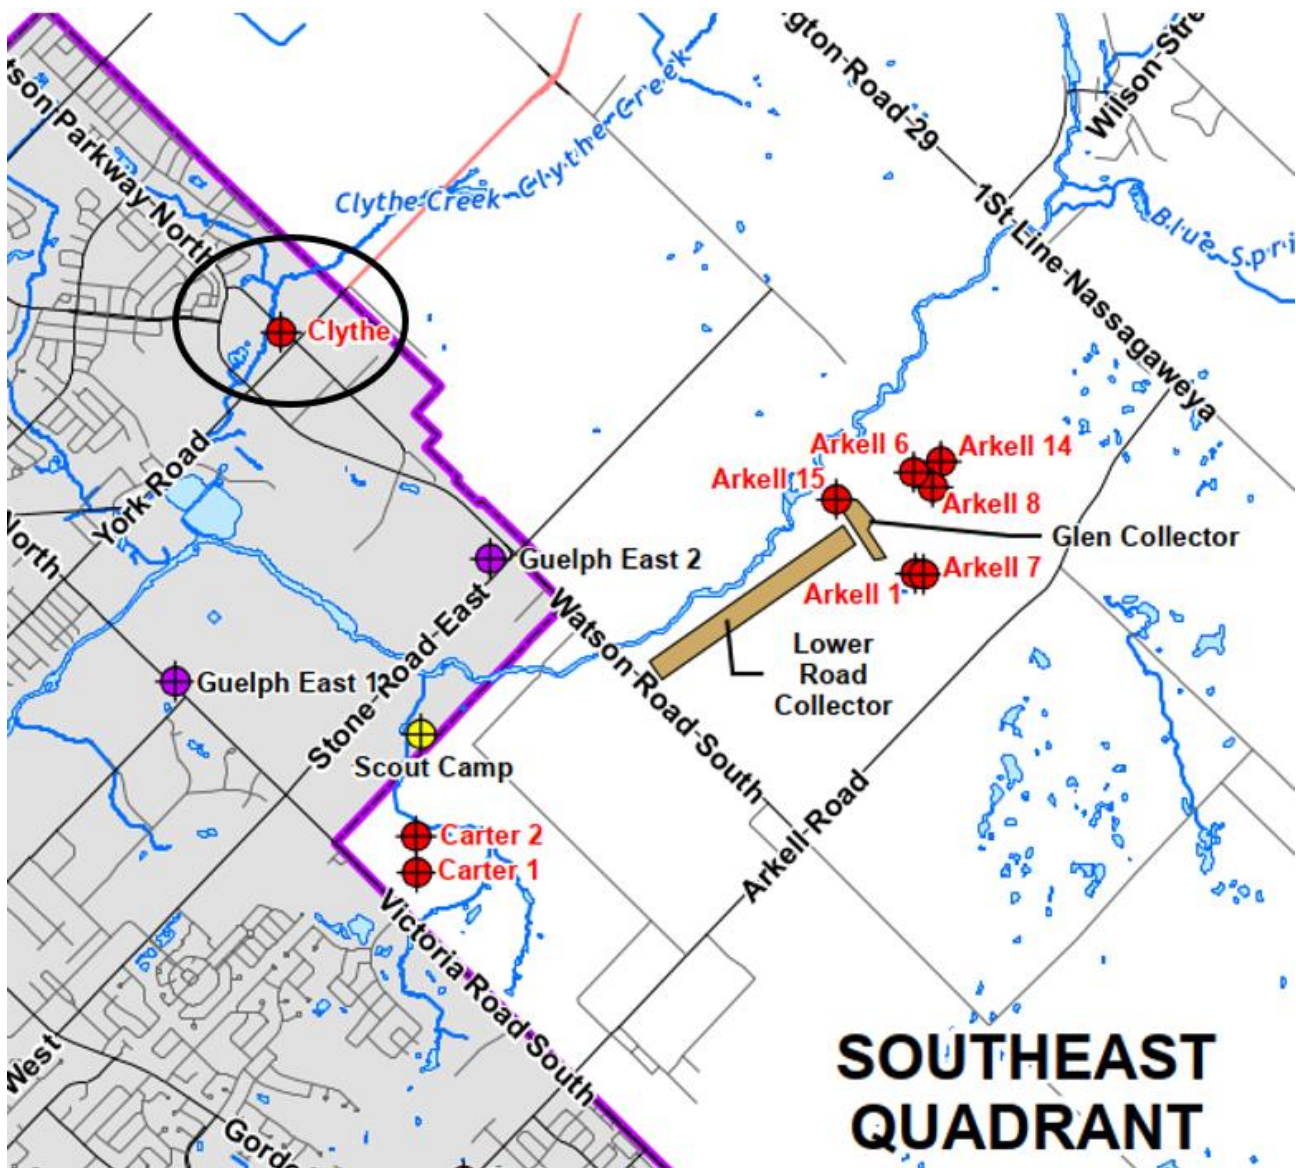 ngton-Road-29
Wilson-Stre
tson Parkway North
Clythe-Creek-Clythe-Creek
1St-Line-Nassagaweya
Blue-Spri
Clythe
York-Road
Arkell 6
Arkell 14
Arkell 15
Arkell 8
North
Glen Collector
Guelph East 2
Arkell 7
Arkell 1
Watson-Road-South
Lower
Road
Collector
Guelph East 1
Stone-Road-East
Scout Camp
Carter 2
Carter 1
Arkell-Road
Victoria Road South
West
SOUTHEAST
QUADRANT